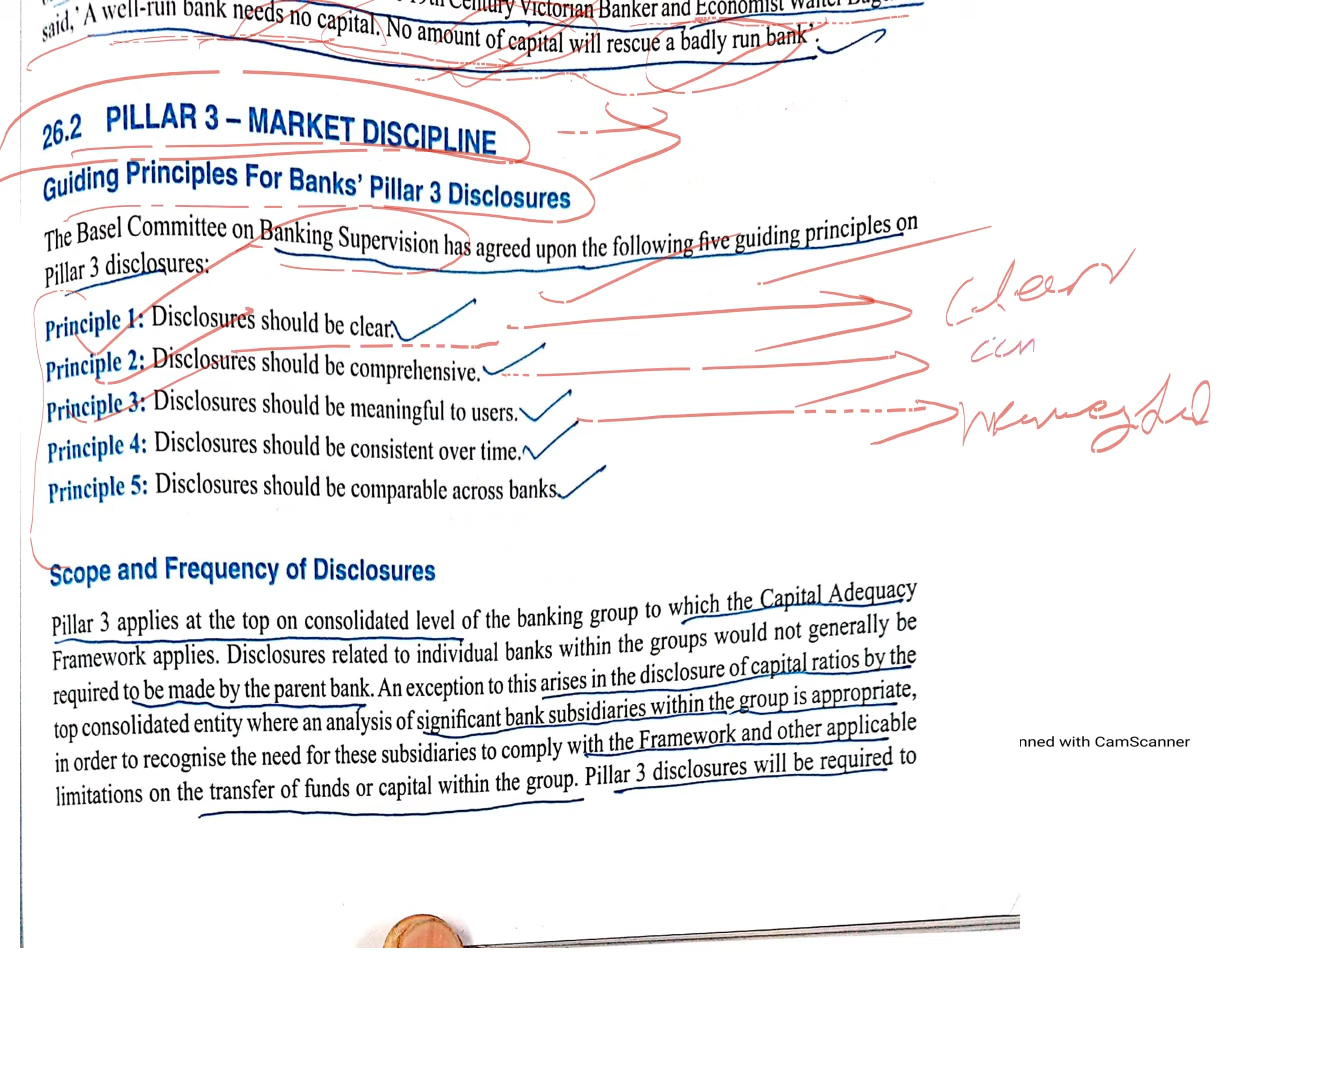 Century Victorian Banker and Economist
said,'A well-run bank needs no capital. No amount of capital will rescue a badly run bank'.
26.2 PILLAR 3 – MARKET DISCIPLINE
Guiding Principles For Banks' Pillar 3 Disclosures
The Basel Committee on Banking Supervision has agreed upon the following five guiding principles on
Pillar 3 disclosures:
Principle 1: Disclosures should be clear.
Principle 2: Disclosures should be comprehensive.
Principle 3: Disclosures should be meaningful to users.
Principle 4: Disclosures should be consistent over time.
Principle 5: Disclosures should be comparable across banks.
Clear
Scope and Frequency of Disclosures
Pillar 3 applies at the top on consolidated level of the banking group to which the Capital Adequacy
Framework applies. Disclosures related to individual banks within the groups would not generally be
required to be made by the parent bank. An exception to this arises in the disclosure of capital ratios by the
top consolidated entity where an analysis of significant bank subsidiaries within the group is appropriate,
in order to recognise the need for these subsidiaries to comply with the Framework and other applicable
limitations on the transfer of funds or capital within the group. Pillar 3 disclosures will be required to
nned with CamScanner